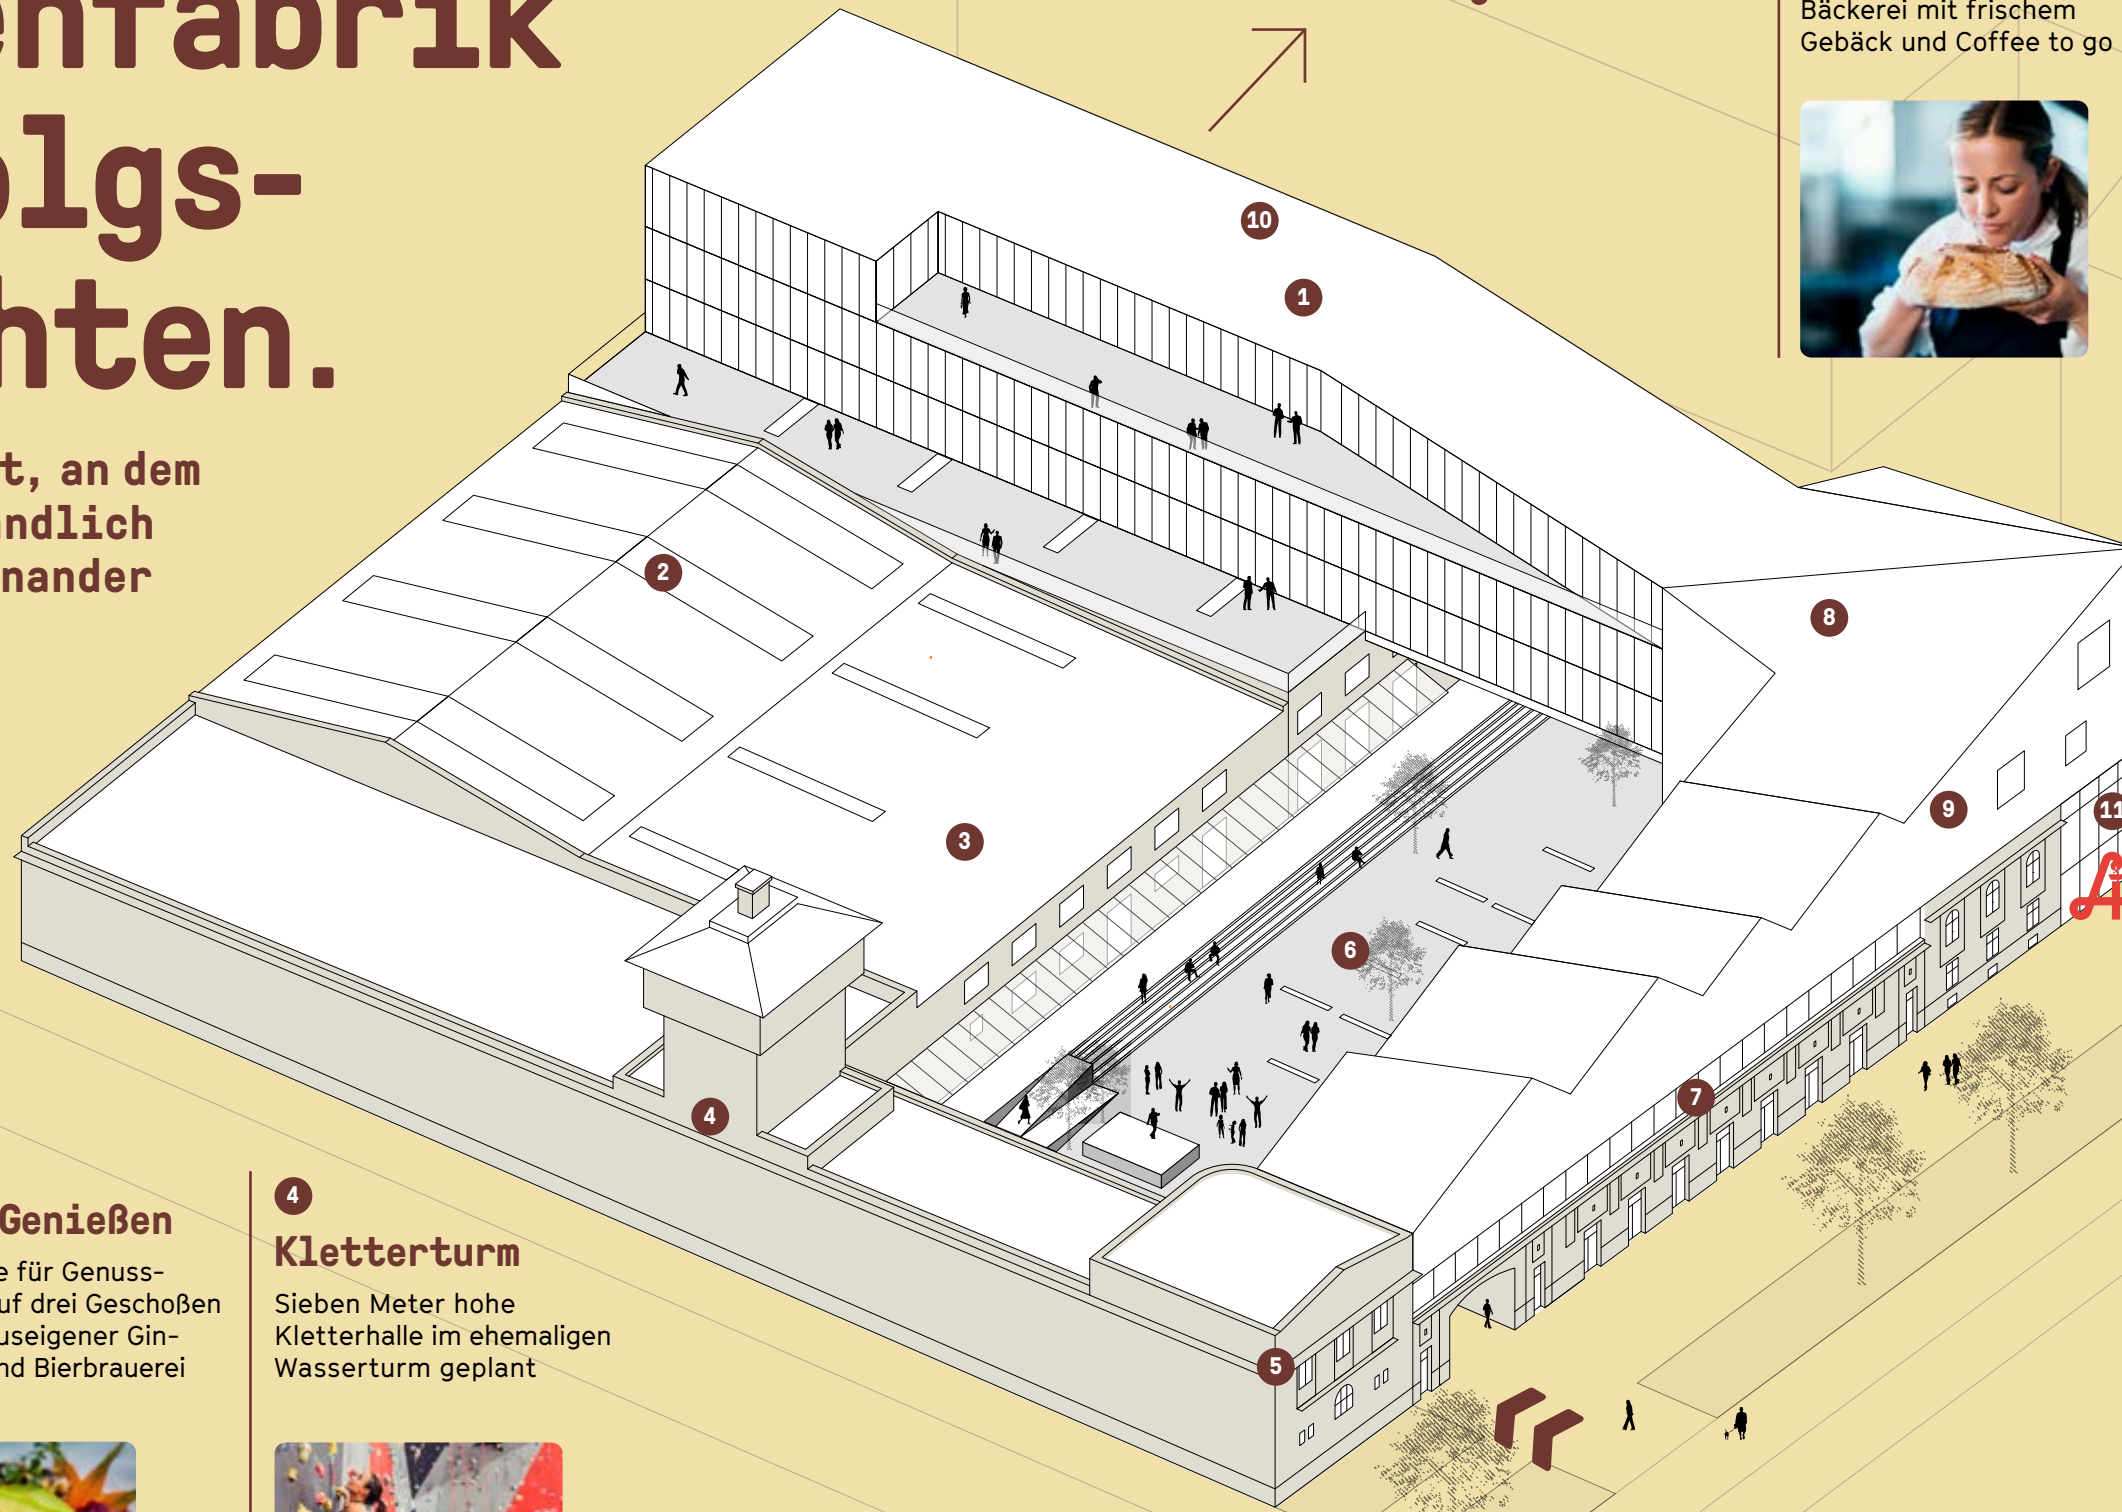 enfabrik
olgs-
hten.
t, an dem
ndlich
nander
Bäckerei mit frischem
Gebäck und Coffee to go
10
1
2
8
3
9
11
6
4
7
5
Genießen
e für Genuss-
uf drei Geschoßen
useigener Gin-
nd Bierbrauerei
4
Kletterturm
Sieben Meter hohe
Kletterhalle im ehemaligen
Wasserturm geplant